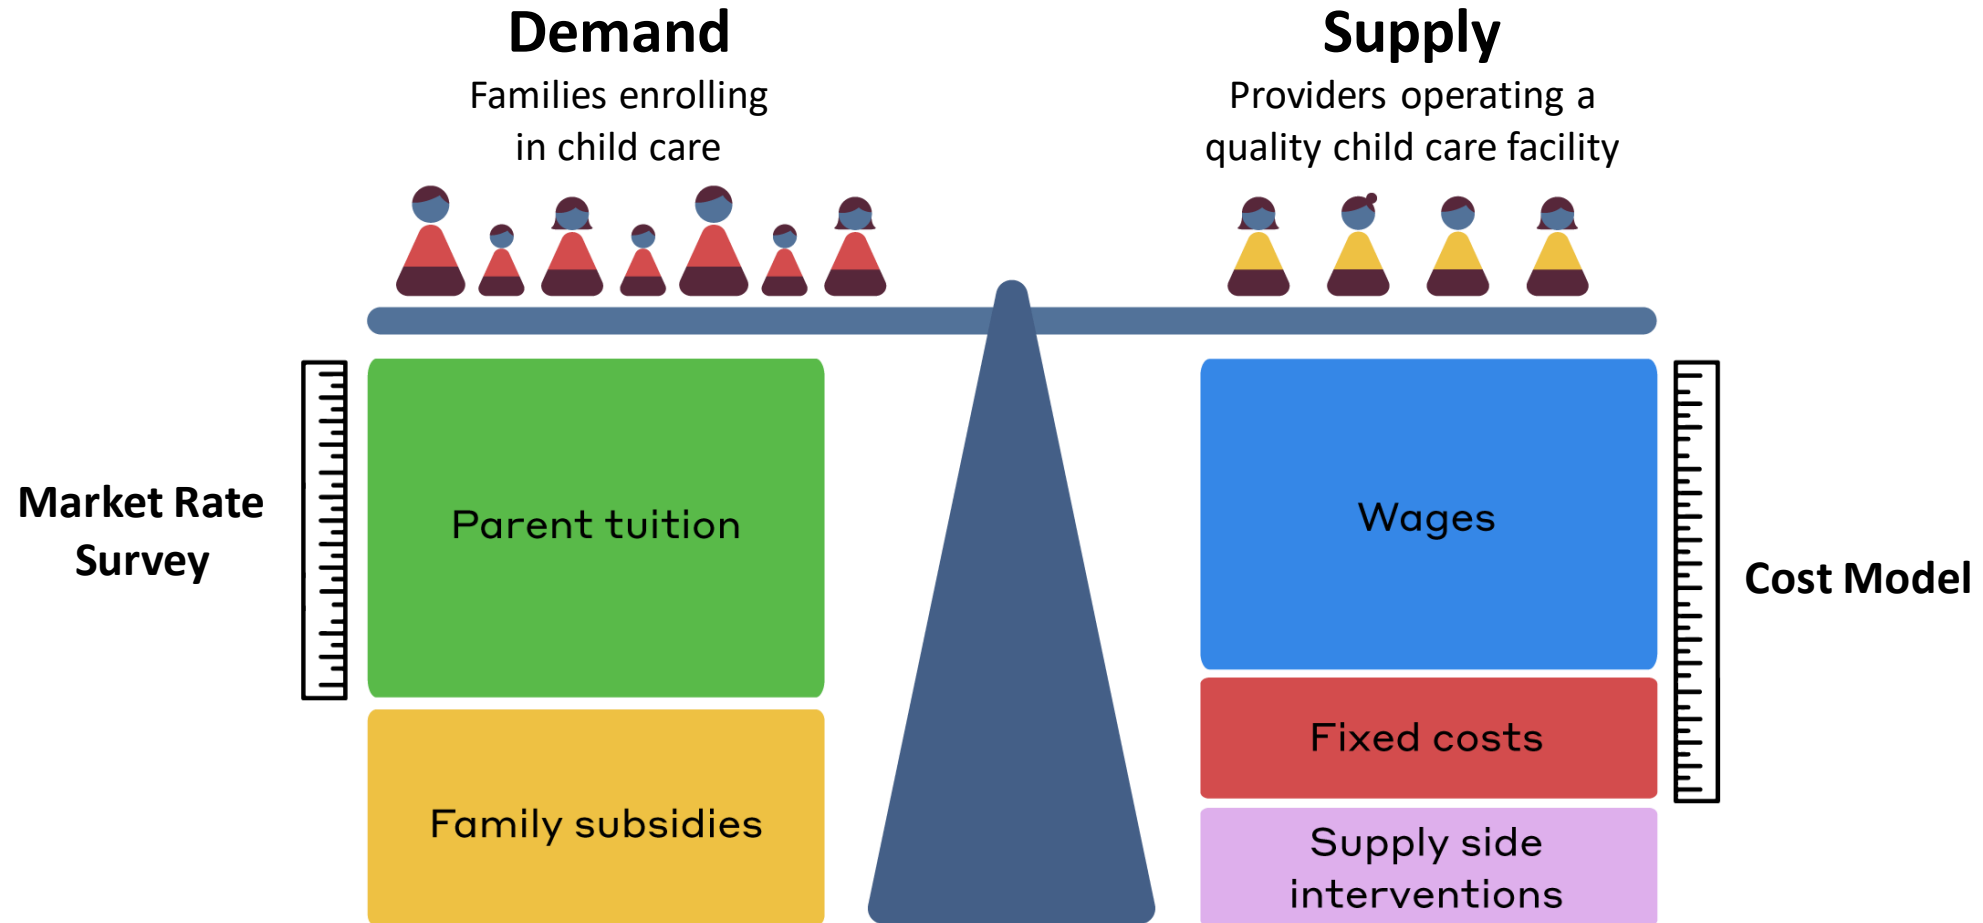 Demand
Families enrolling
in child care
Supply
Providers operating a
quality child care facility
Market Rate
Survey
Parent tuition
Family subsidies
Wages
Fixed costs
Supply side
interventions
Cost Model